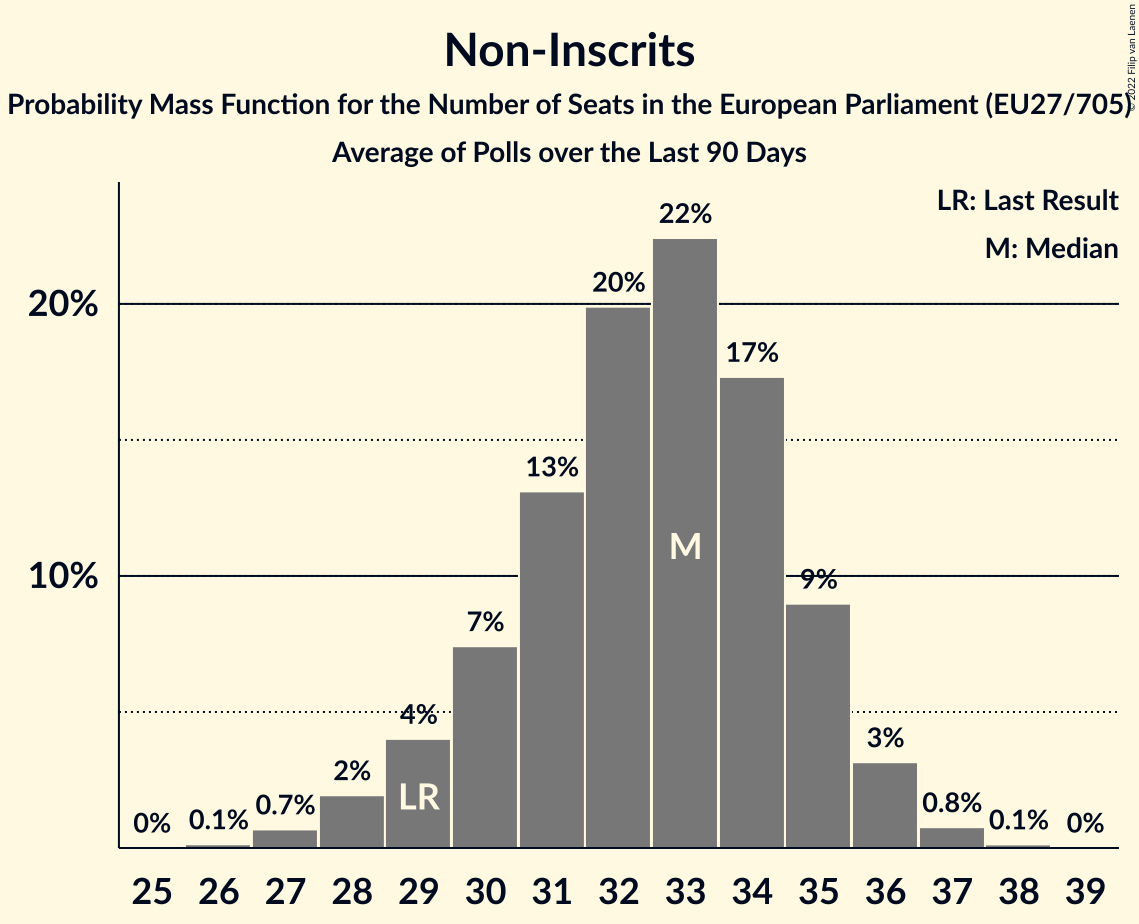 Non-Inscrits
Probability Mass Function for the Number of Seats in the European Parliament (EU27/705)
Average of Polls over the Last 90 Days
© 2022 Filip van Laenen
LR: Last Result
M: Median
20%
10%
0%
0.1%
0.7%
2%
4%
7%
13%
20%
22%
17%
9%
3%
0.8%
0.1%
0%
LR
M
25 26 27 28 29 30 31 32 33 34 35 36 37 38 39